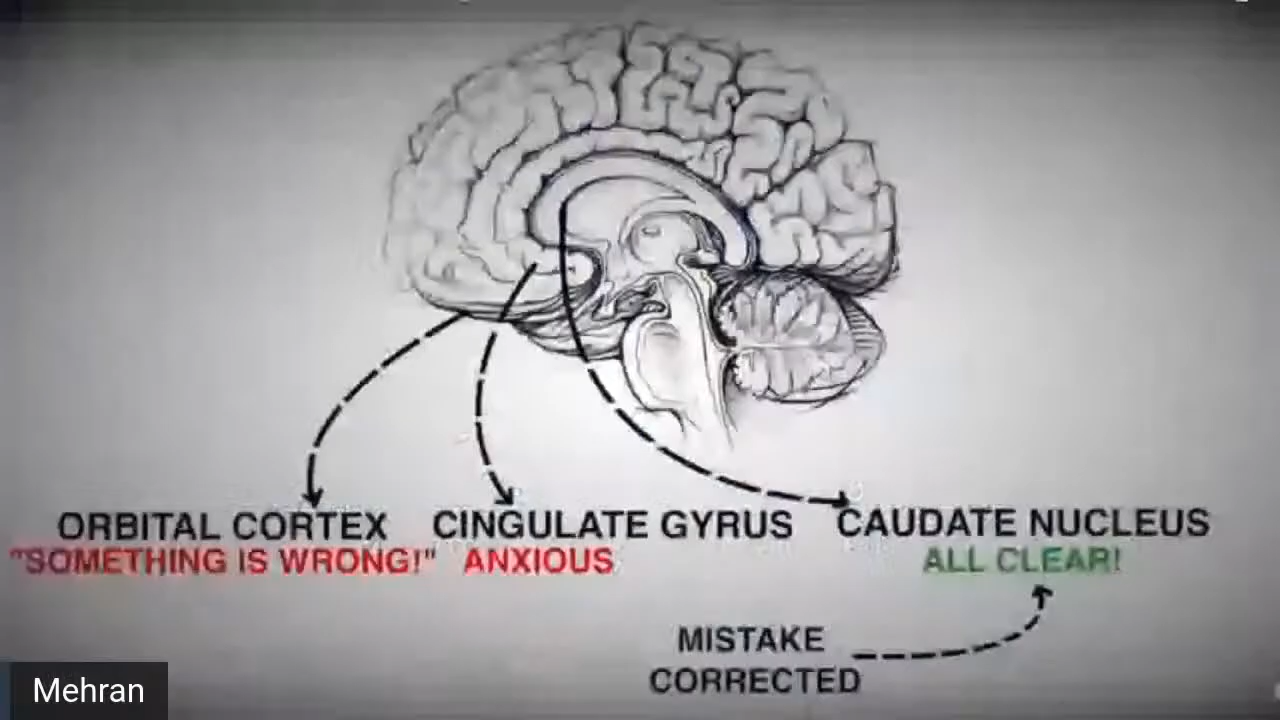 ORBITAL CORTEX
"SOMETHING IS WRONG!"
CINGULATE GYRUS
ANXIOUS
CAUDATE NUCLEUS
ALL CLEAR!
MISTAKE
CORRECTED
Mehran